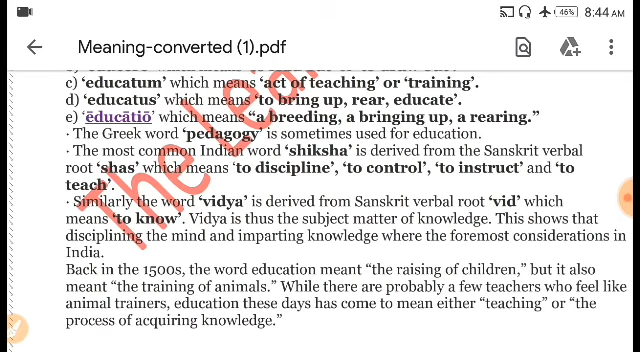 46% 8:44 AM
Meaning-converted (1).pdf
c) ‘educatum’ which means ‘act of teaching’ or ‘training’.
d) ‘educatus’ which means ‘to bring up, rear, educate’.
e) ‘ēducātiō’ which means “a breeding, a bringing up, a rearing.”
· The Greek word ‘pedagogy’ is sometimes used for education.
· The most common Indian word ‘shiksha’ is derived from the Sanskrit verbal
root ‘shas’ which means ‘to discipline’, ‘to control’, ‘to instruct’ and ‘to
teach’.
· Similarly the word ‘vidya’ is derived from Sanskrit verbal root ‘vid’ which
means ‘to know’. Vidya is thus the subject matter of knowledge. This shows that
disciplining the mind and imparting knowledge where the foremost considerations in
India.
Back in the 1500s, the word education meant “the raising of children,” but it also
meant “the training of animals.” While there are probably a few teachers who feel like
animal trainers, education these days has come to mean either “teaching” or “the
process of acquiring knowledge.”
The